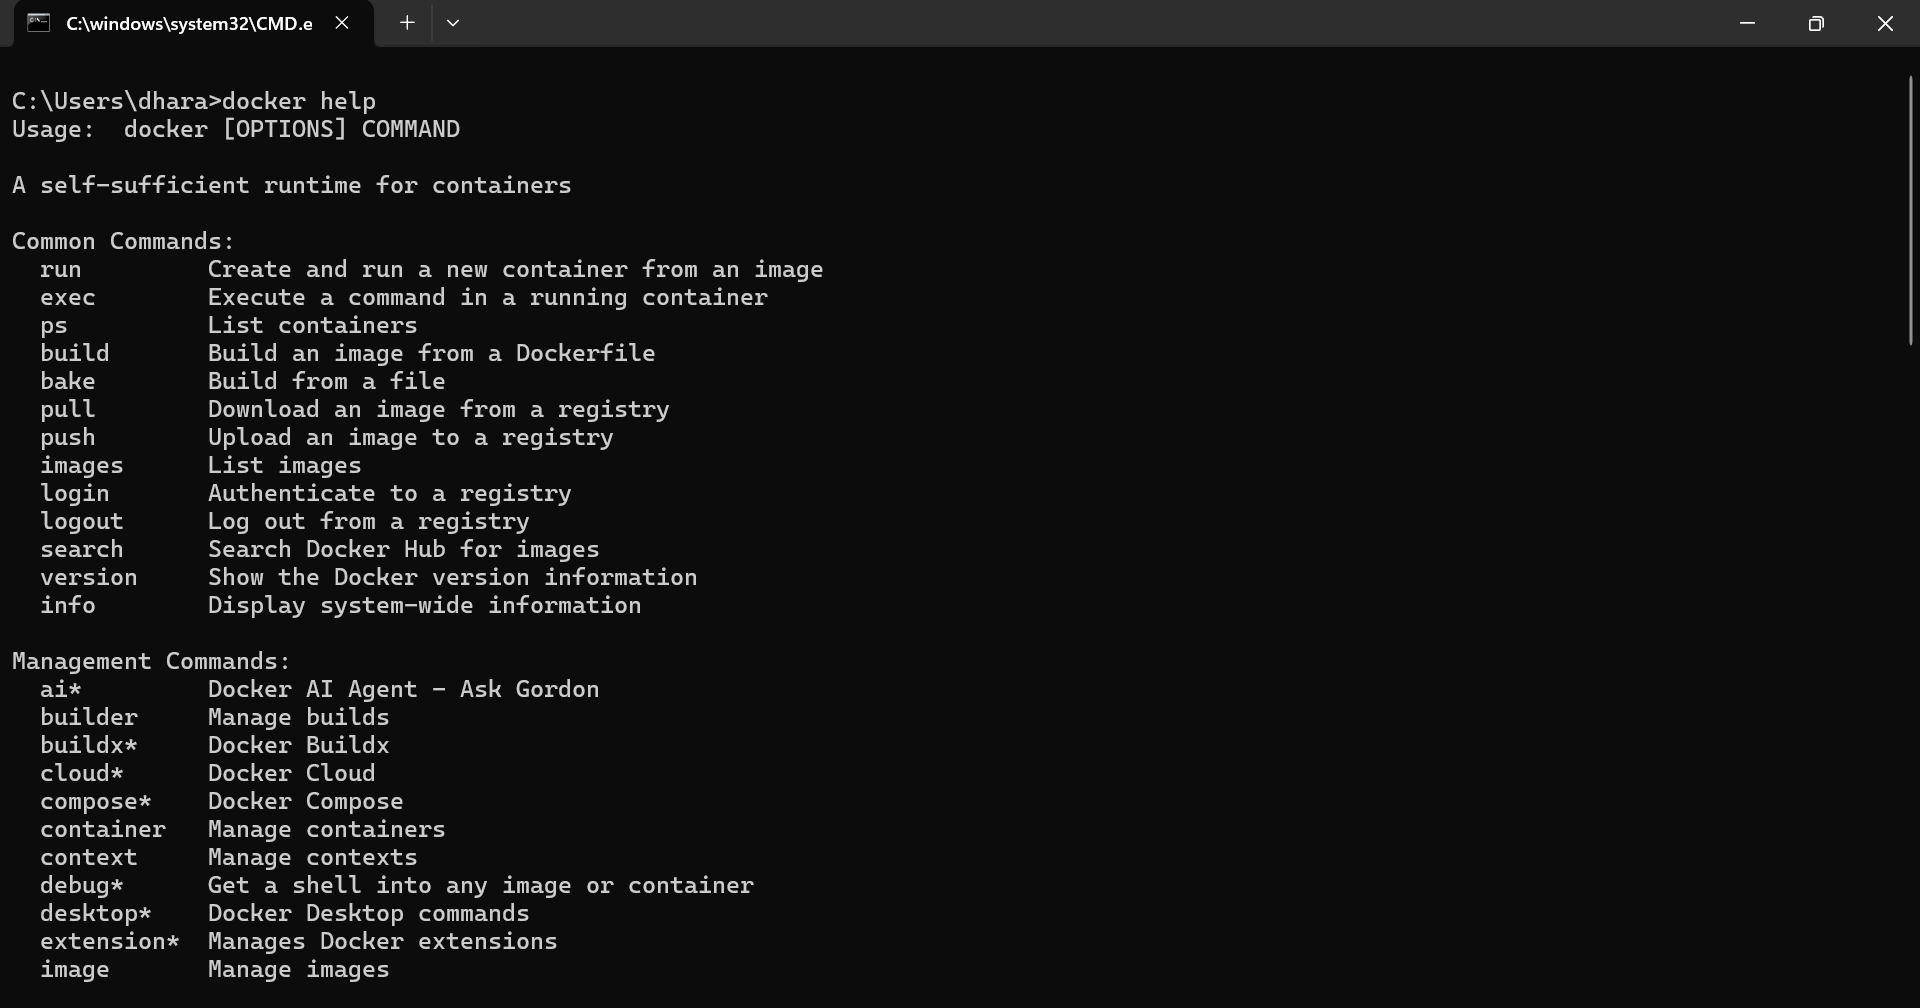 C:\windows\system32\CMD.e
C:\Users\dhara>docker help
Usage:  docker [OPTIONS] COMMAND

A self-sufficient runtime for containers

Common Commands:
  run         Create and run a new container from an image
  exec        Execute a command in a running container
  ps          List containers
  build       Build an image from a Dockerfile
  bake        Build from a file
  pull        Download an image from a registry
  push        Upload an image to a registry
  images      List images
  login       Authenticate to a registry
  logout      Log out from a registry
  search      Search Docker Hub for images
  version     Show the Docker version information
  info        Display system-wide information

Management Commands:
  ai*         Docker AI Agent - Ask Gordon
  builder     Manage builds
  buildx*     Docker Buildx
  cloud*      Docker Cloud
  compose*    Docker Compose
  container   Manage containers
  context     Manage contexts
  debug*      Get a shell into any image or container
  desktop*    Docker Desktop commands
  extension*  Manages Docker extensions
  image       Manage images